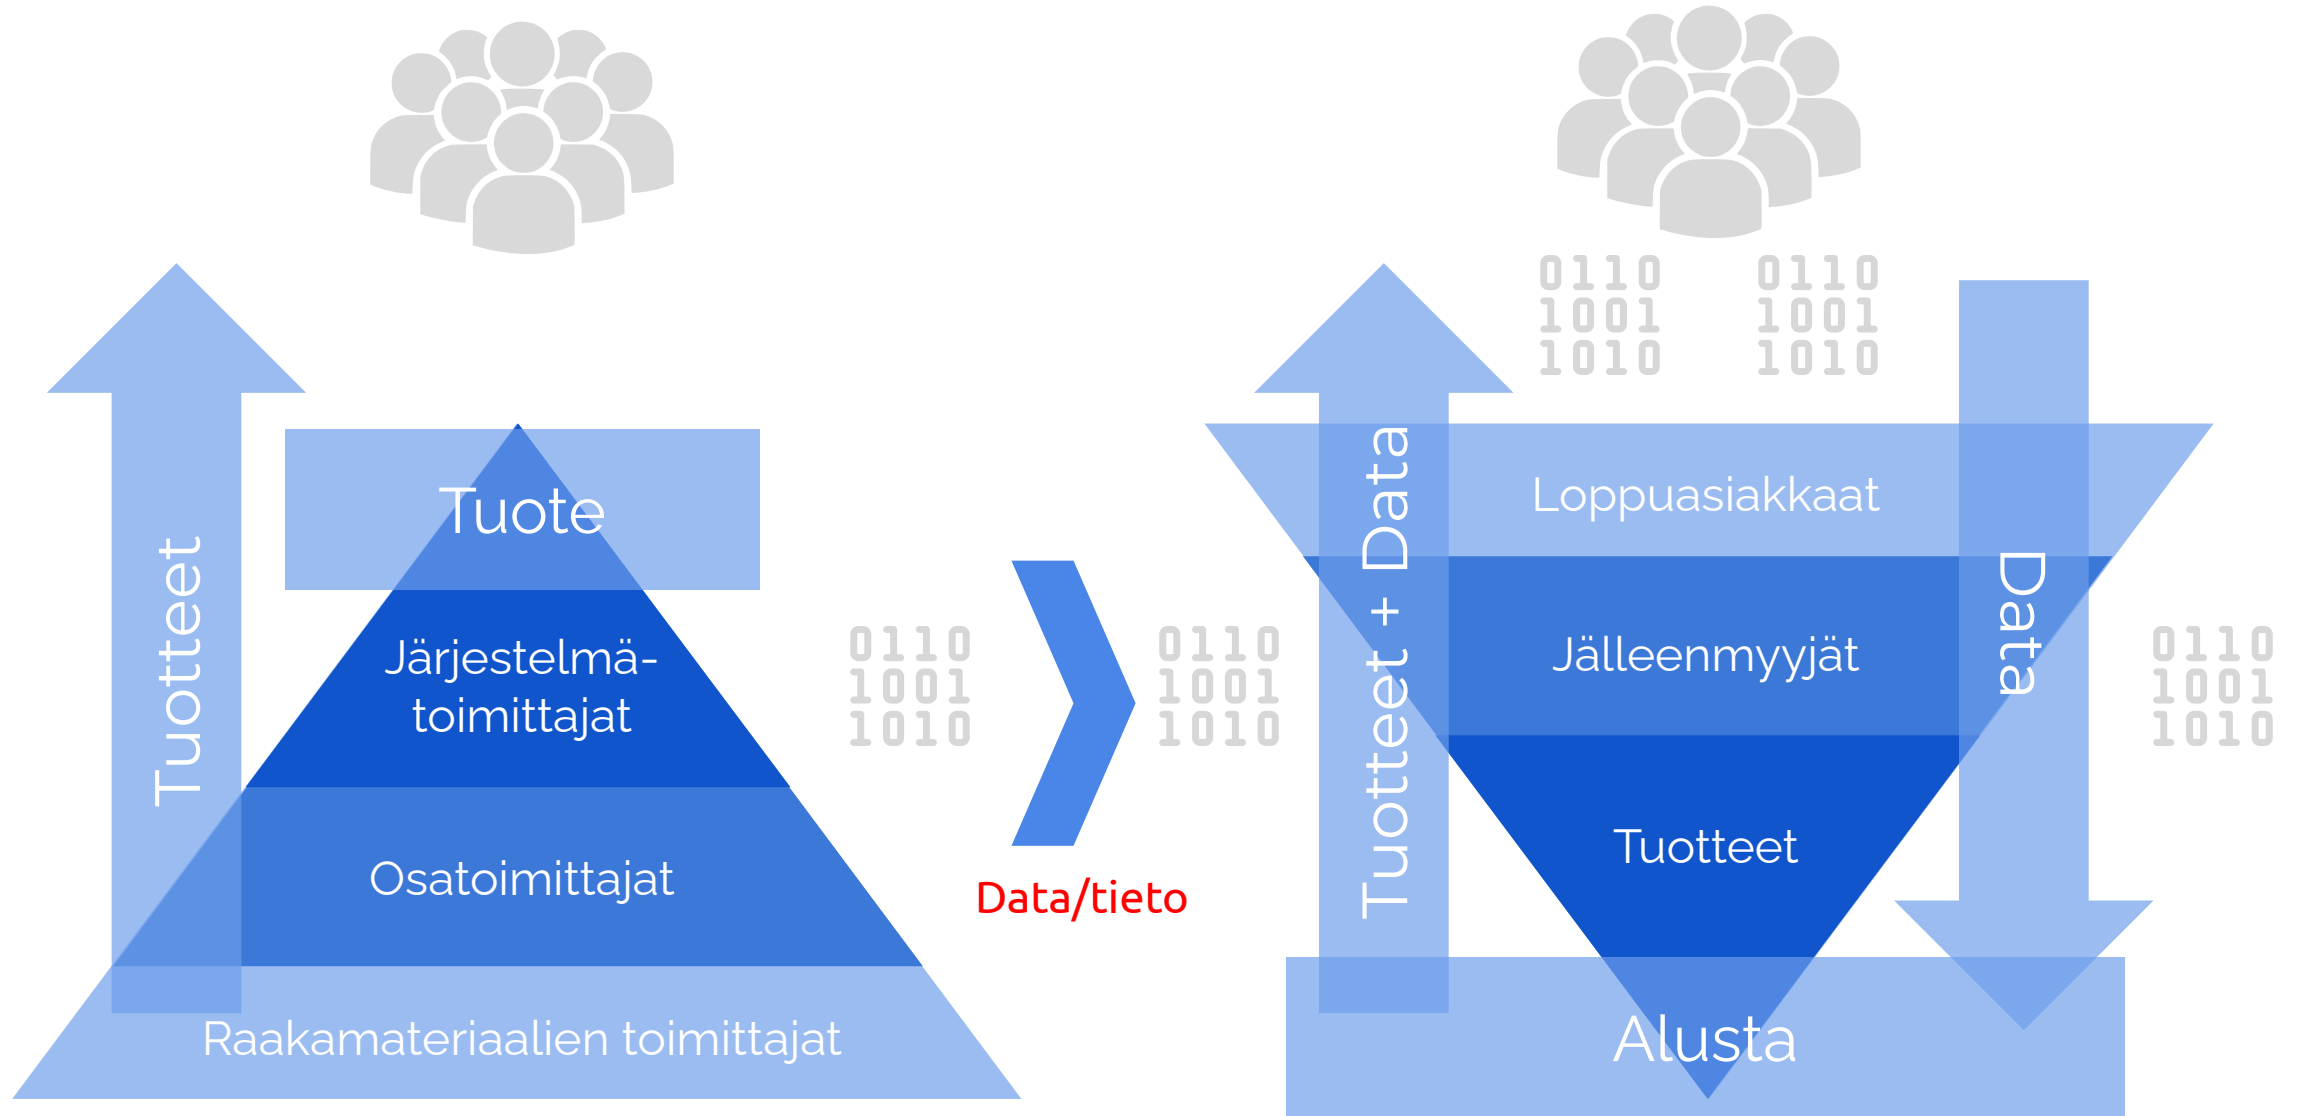 Tuotteet
Tuote
Järjestelmä-
toimittajat
Osatoimittajat
Raakamateriaalien toimittajat
0110
1001
1010
Data/tieto
0110
1001
1010
0110
1001
1010
0110
1001
1010
Tuotteet + Data
Loppuasiakkaat
Jälleenmyyjät
Tuotteet
Alusta
Data
0110
1001
1010